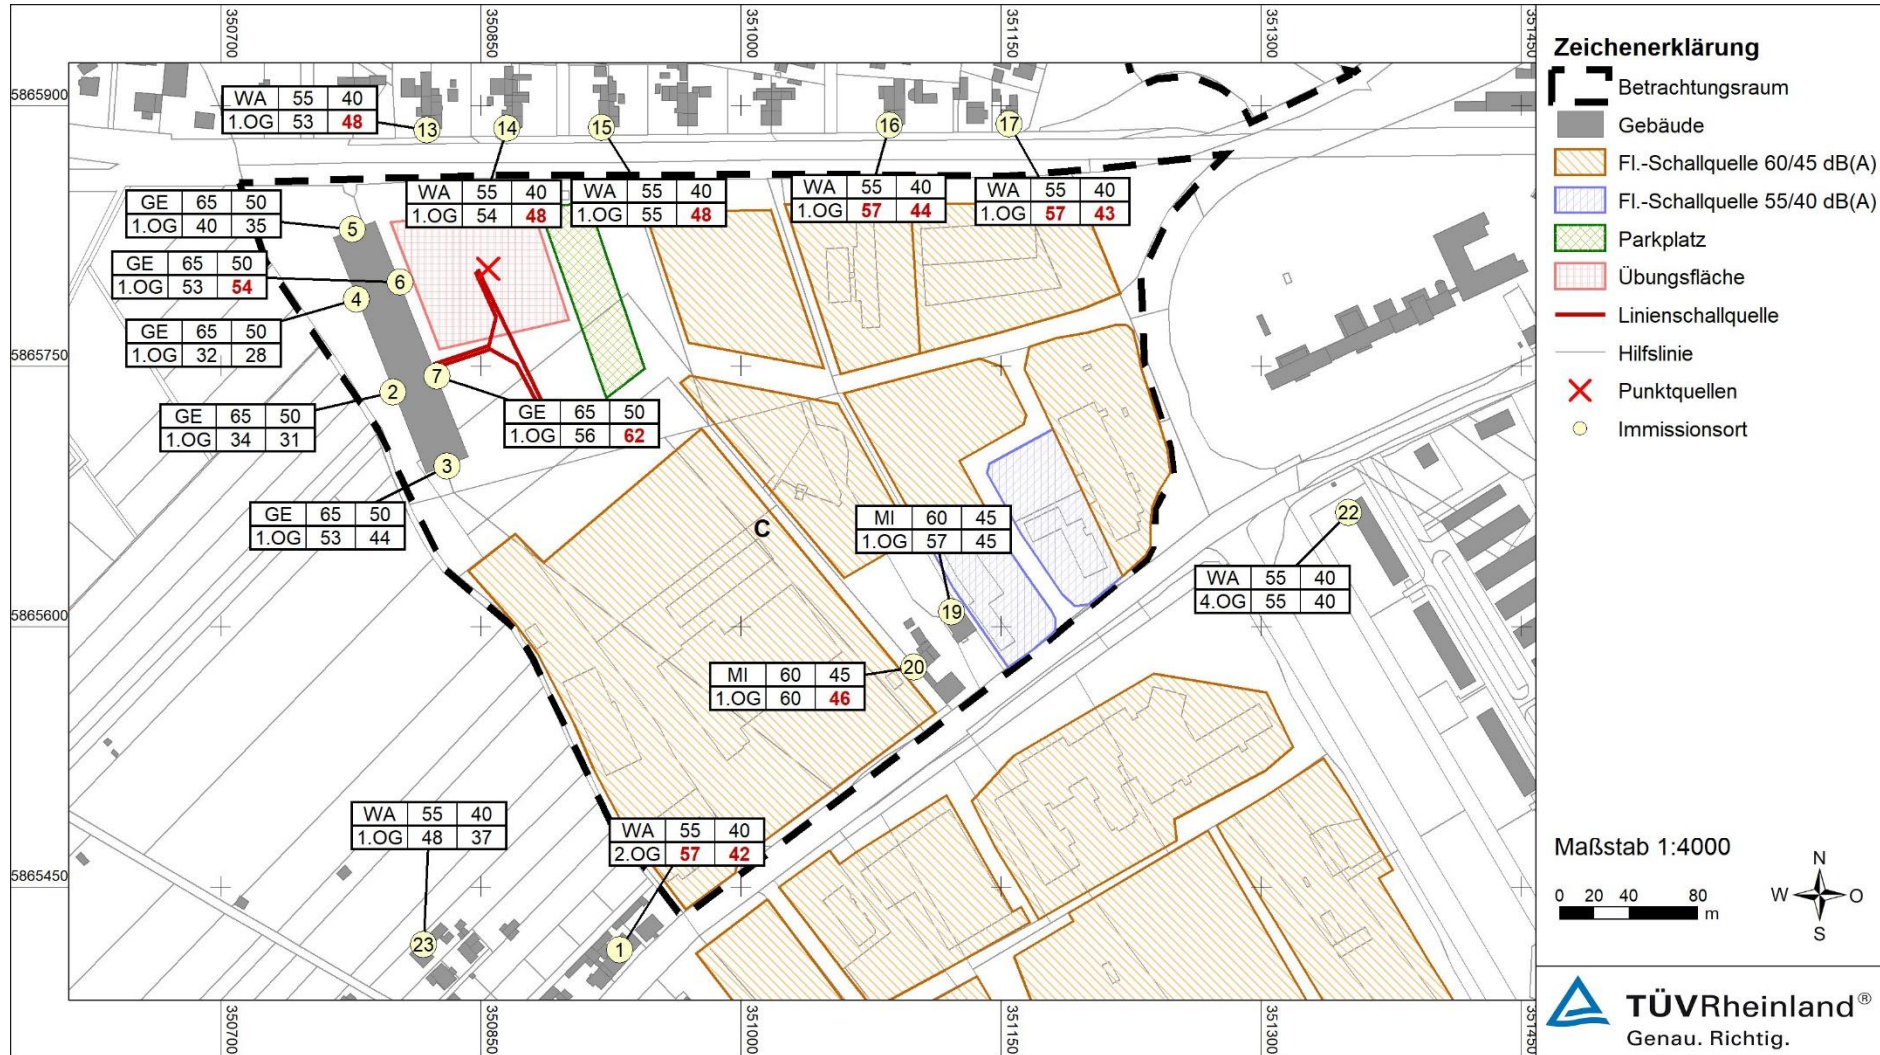 350700 350850 351000 351150 351300 351450
Zeichenerklärung
Betrachtungsraum
Gebäude
Fl.-Schallquelle 60/45 dB(A)
Fl.-Schallquelle 55/40 dB(A)
Parkplatz
Übungsfläche
Linienschallquelle
Hilfslinie
Punktquellen
Immissionsort
5865900
WA 55 40
1.OG 53 48
13
14
15
16
17
WA 55 40
1.OG 54 48
WA 55 40
1.OG 55 48
WA 55 40
1.OG 57 44
WA 55 40
1.OG 57 43
GE 65 50
1.OG 40 35
5
GE 65 50
1.OG 53 54
6
4
GE 65 50
1.OG 32 28
5865750
7
2
GE 65 50
1.OG 34 31
GE 65 50
1.OG 56 62
3
GE 65 50
1.OG 53 44
C
MI 60 45
1.OG 57 45
22
WA 55 40
4.OG 55 40
5865600
19
20
MI 60 45
1.OG 60 46
WA 55 40
1.OG 48 37
WA 55 40
2.OG 57 42
5865450
23
1
350700 350850 351000 351150 351300 351450
Maßstab 1:4000
0 20 40 80
m
N
W O
S
TÜVRheinland®
Genau. Richtig.